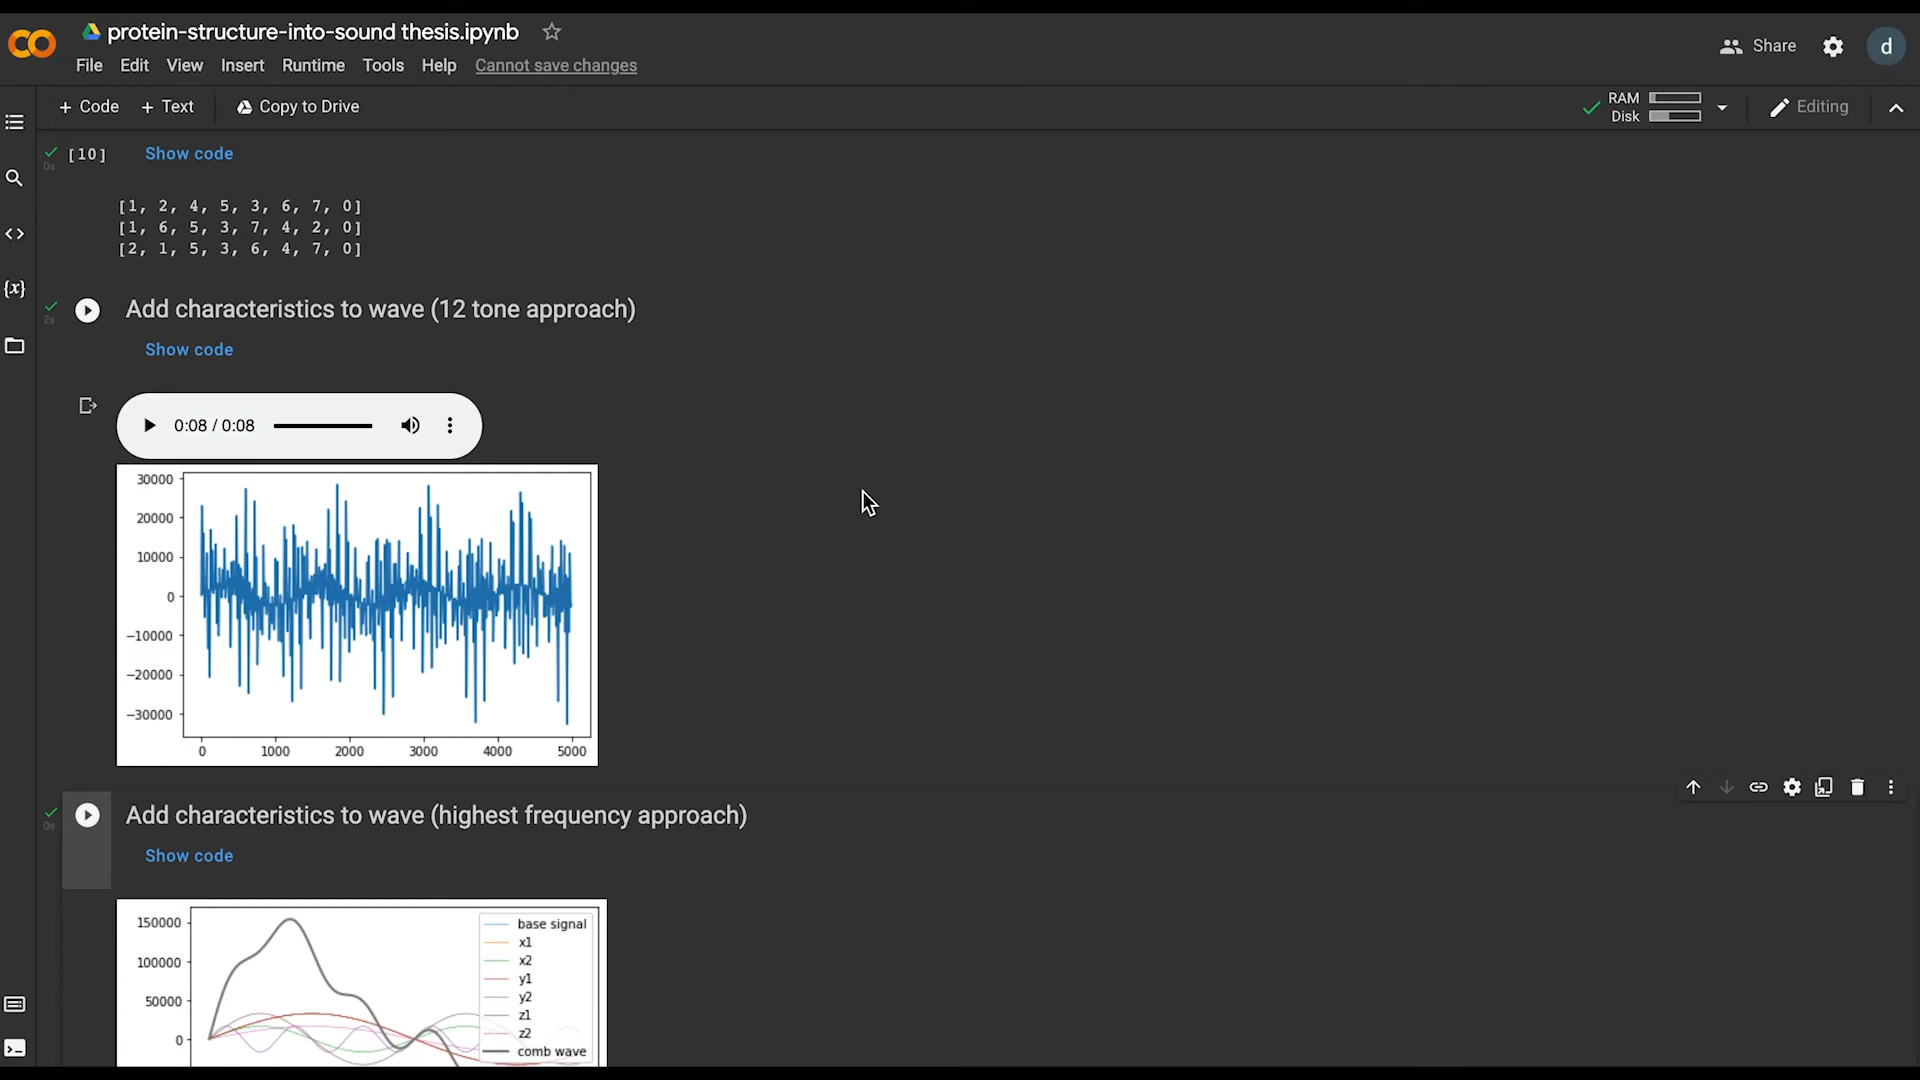 protein-structure-into-sound thesis.ipynb
File Edit View Insert Runtime Tools Help Cannot save changes
Share
d
+ Code + Text Copy to Drive
RAM
Disk
Editing
[10] Show code
0s
[1, 2, 4, 5, 3, 6, 7, 0]
[1, 6, 5, 3, 7, 4, 2, 0]
[2, 1, 5, 3, 6, 4, 7, 0]
{x}
Add characteristics to wave (12 tone approach)
2s
Show code
0:08 / 0:08
30000
20000
10000
0
−10000
−20000
−30000
0 1000 2000 3000 4000 5000
Add characteristics to wave (highest frequency approach)
0s
Show code
150000
100000
50000
0
base signal
x1
x2
y1
y2
z1
z2
comb wave